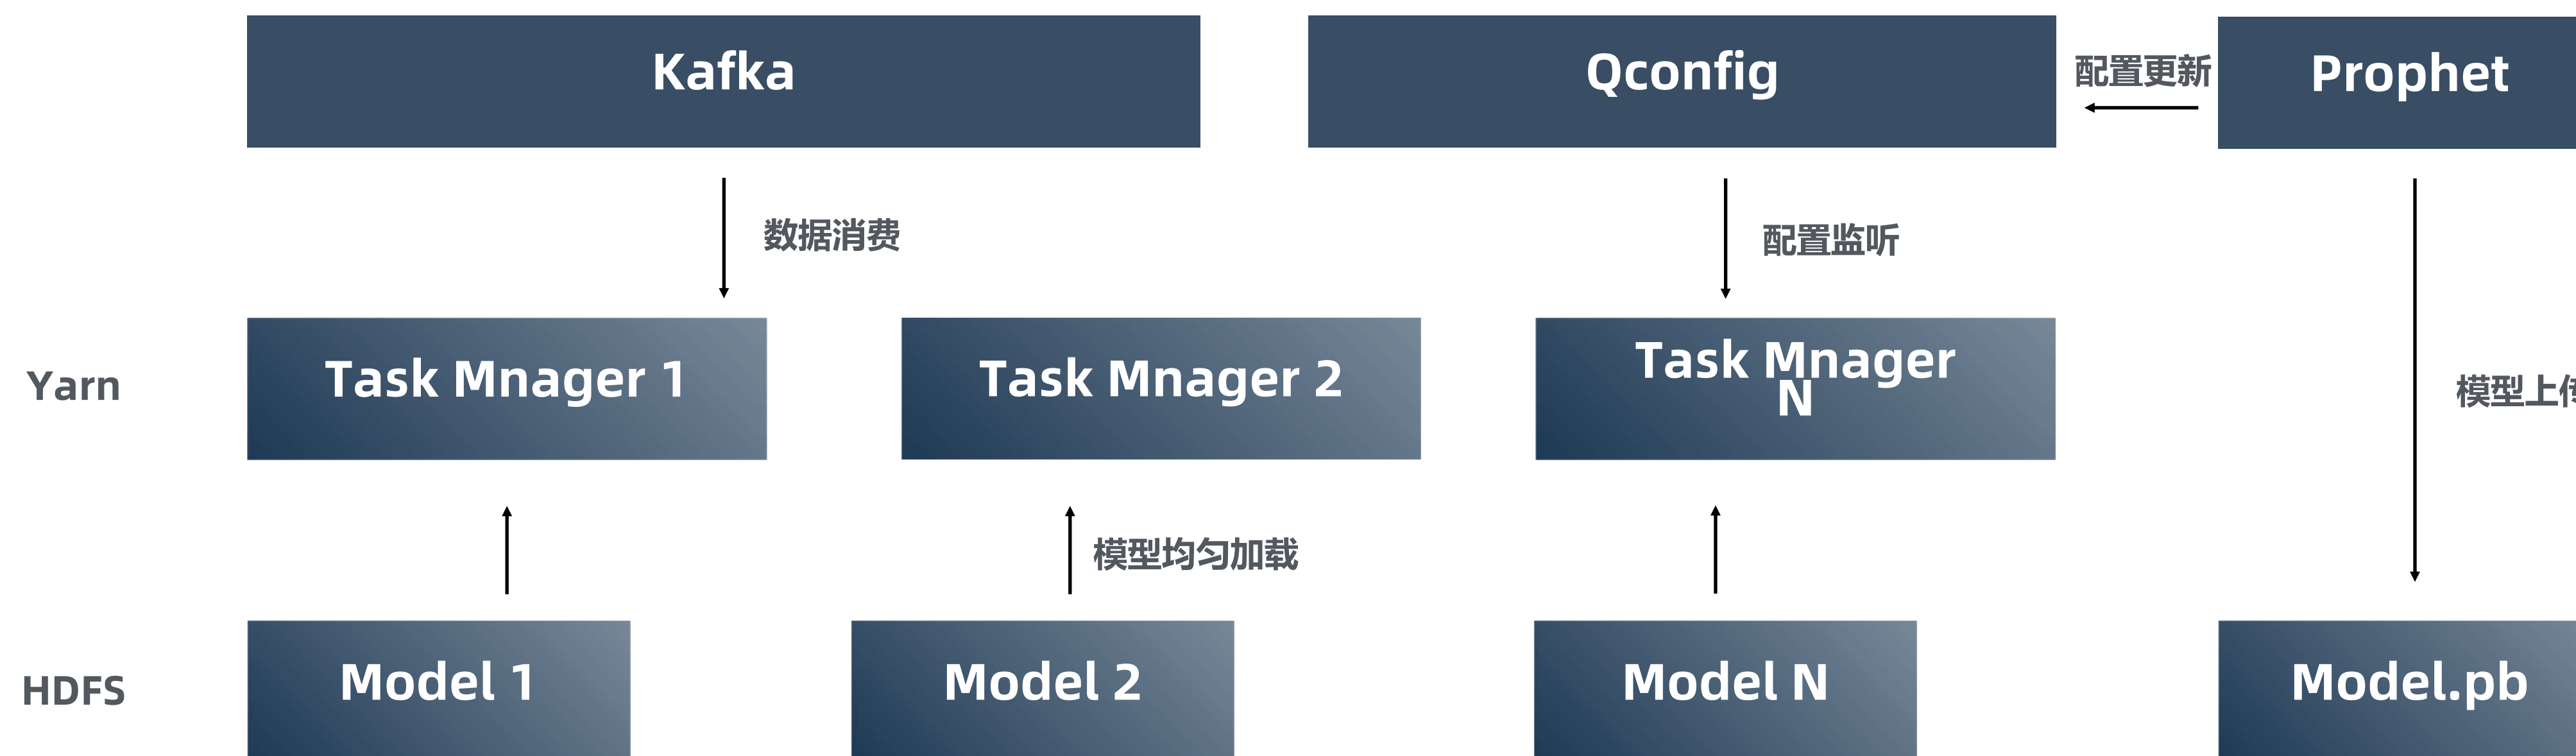 Kafka
Qconfig
配置更新
Prophet
数据消费
配置监听
Yarn
Task Mnager 1
Task Mnager 2
Task Mnager
N
模型上
模型均匀加载
HDFS
Model 1
Model 2
Model N
Model.pb